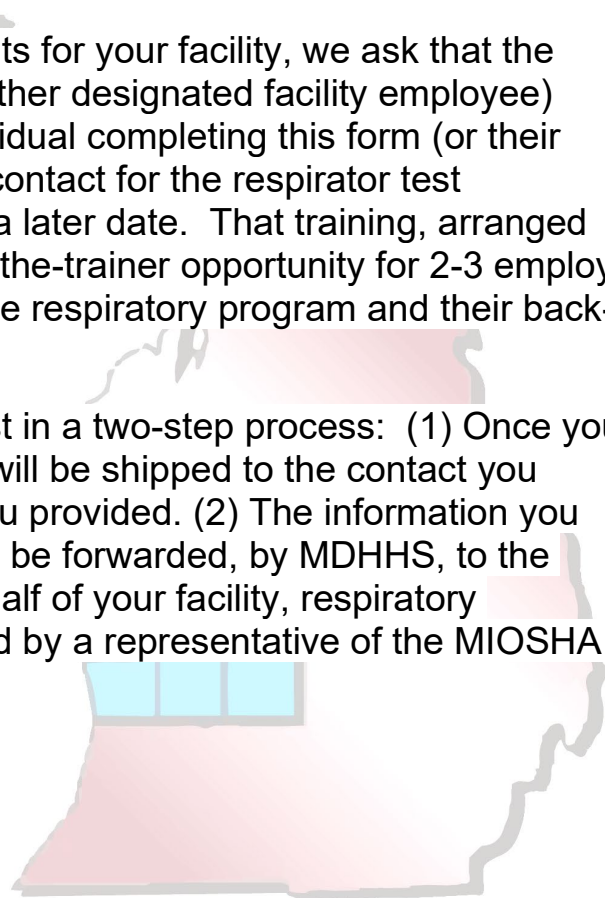 ts for your facility, we ask that the
ther designated facility employee)
idual completing this form (or their
contact for the respirator test
a later date.  That training, arranged
the-trainer opportunity for 2-3 employ
e respiratory program and their back-
t in a two-step process:  (1) Once you
will be shipped to the contact you
u provided. (2) The information you
be forwarded, by MDHHS, to the
alf of your facility, respiratory
d by a representative of the MIOSHA